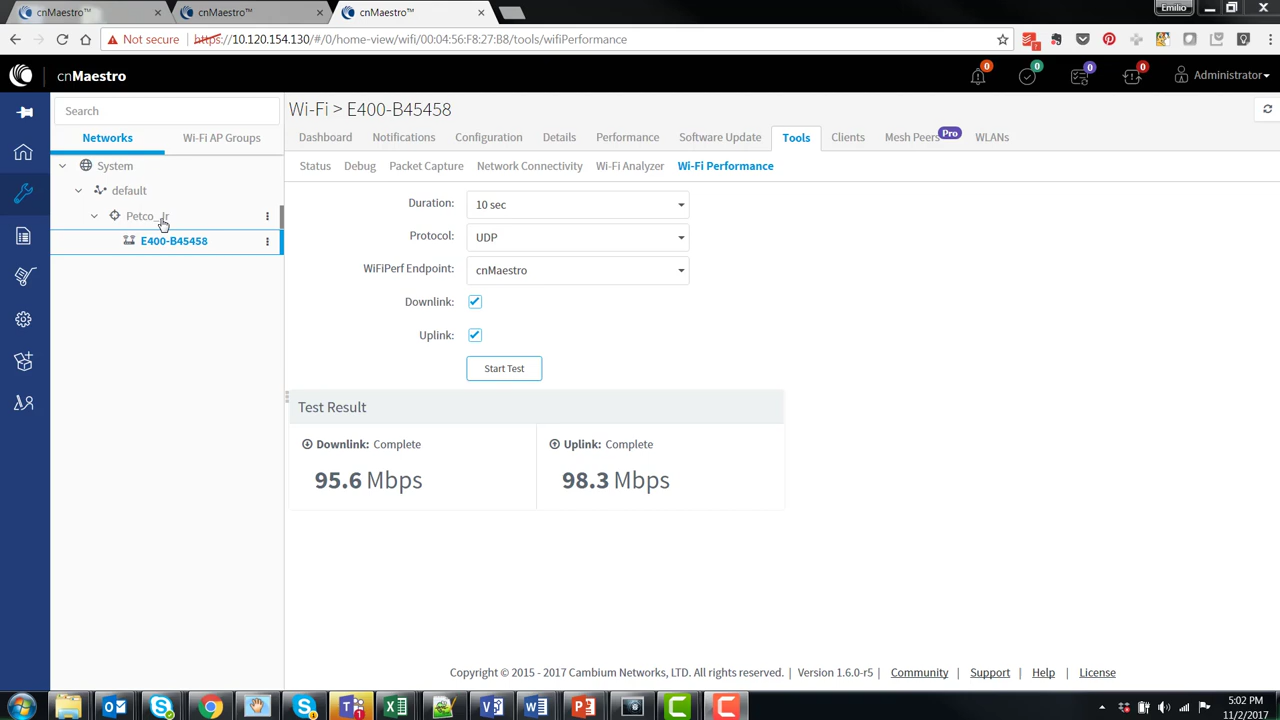 cnMaestro™
cnMaestro™
cnMaestro™
Emilio
Not secure
https://10.120.154.130/#/0/home-view/wifi/00:04:56:F8:27:B8/tools/wifiPerformance
cnMaestro
0
0
0
0
Administrator
Search
Networks
Wi-Fi AP Groups
System
default
E400-B45458
Wi-Fi > E400-B45458
Dashboard
Notifications
Configuration
Details
Performance
Software Update
Tools
Clients
Mesh Peers
Pro
WLANs
Status
Debug
Packet Capture
Network Connectivity
Wi-Fi Analyzer
Wi-Fi Performance
Duration:
10 sec
Protocol:
UDP
WiFiPerf Endpoint:
cnMaestro
Downlink:
Uplink:
Start Test
Test Result
Downlink: Complete
95.6 Mbps
Uplink: Complete
98.3 Mbps
Copyright © 2015 - 2017 Cambium Networks, LTD. All rights reserved. | Version 1.6.0-r5 | Community | Support | Help | License
5:02 PM
11/2/2017